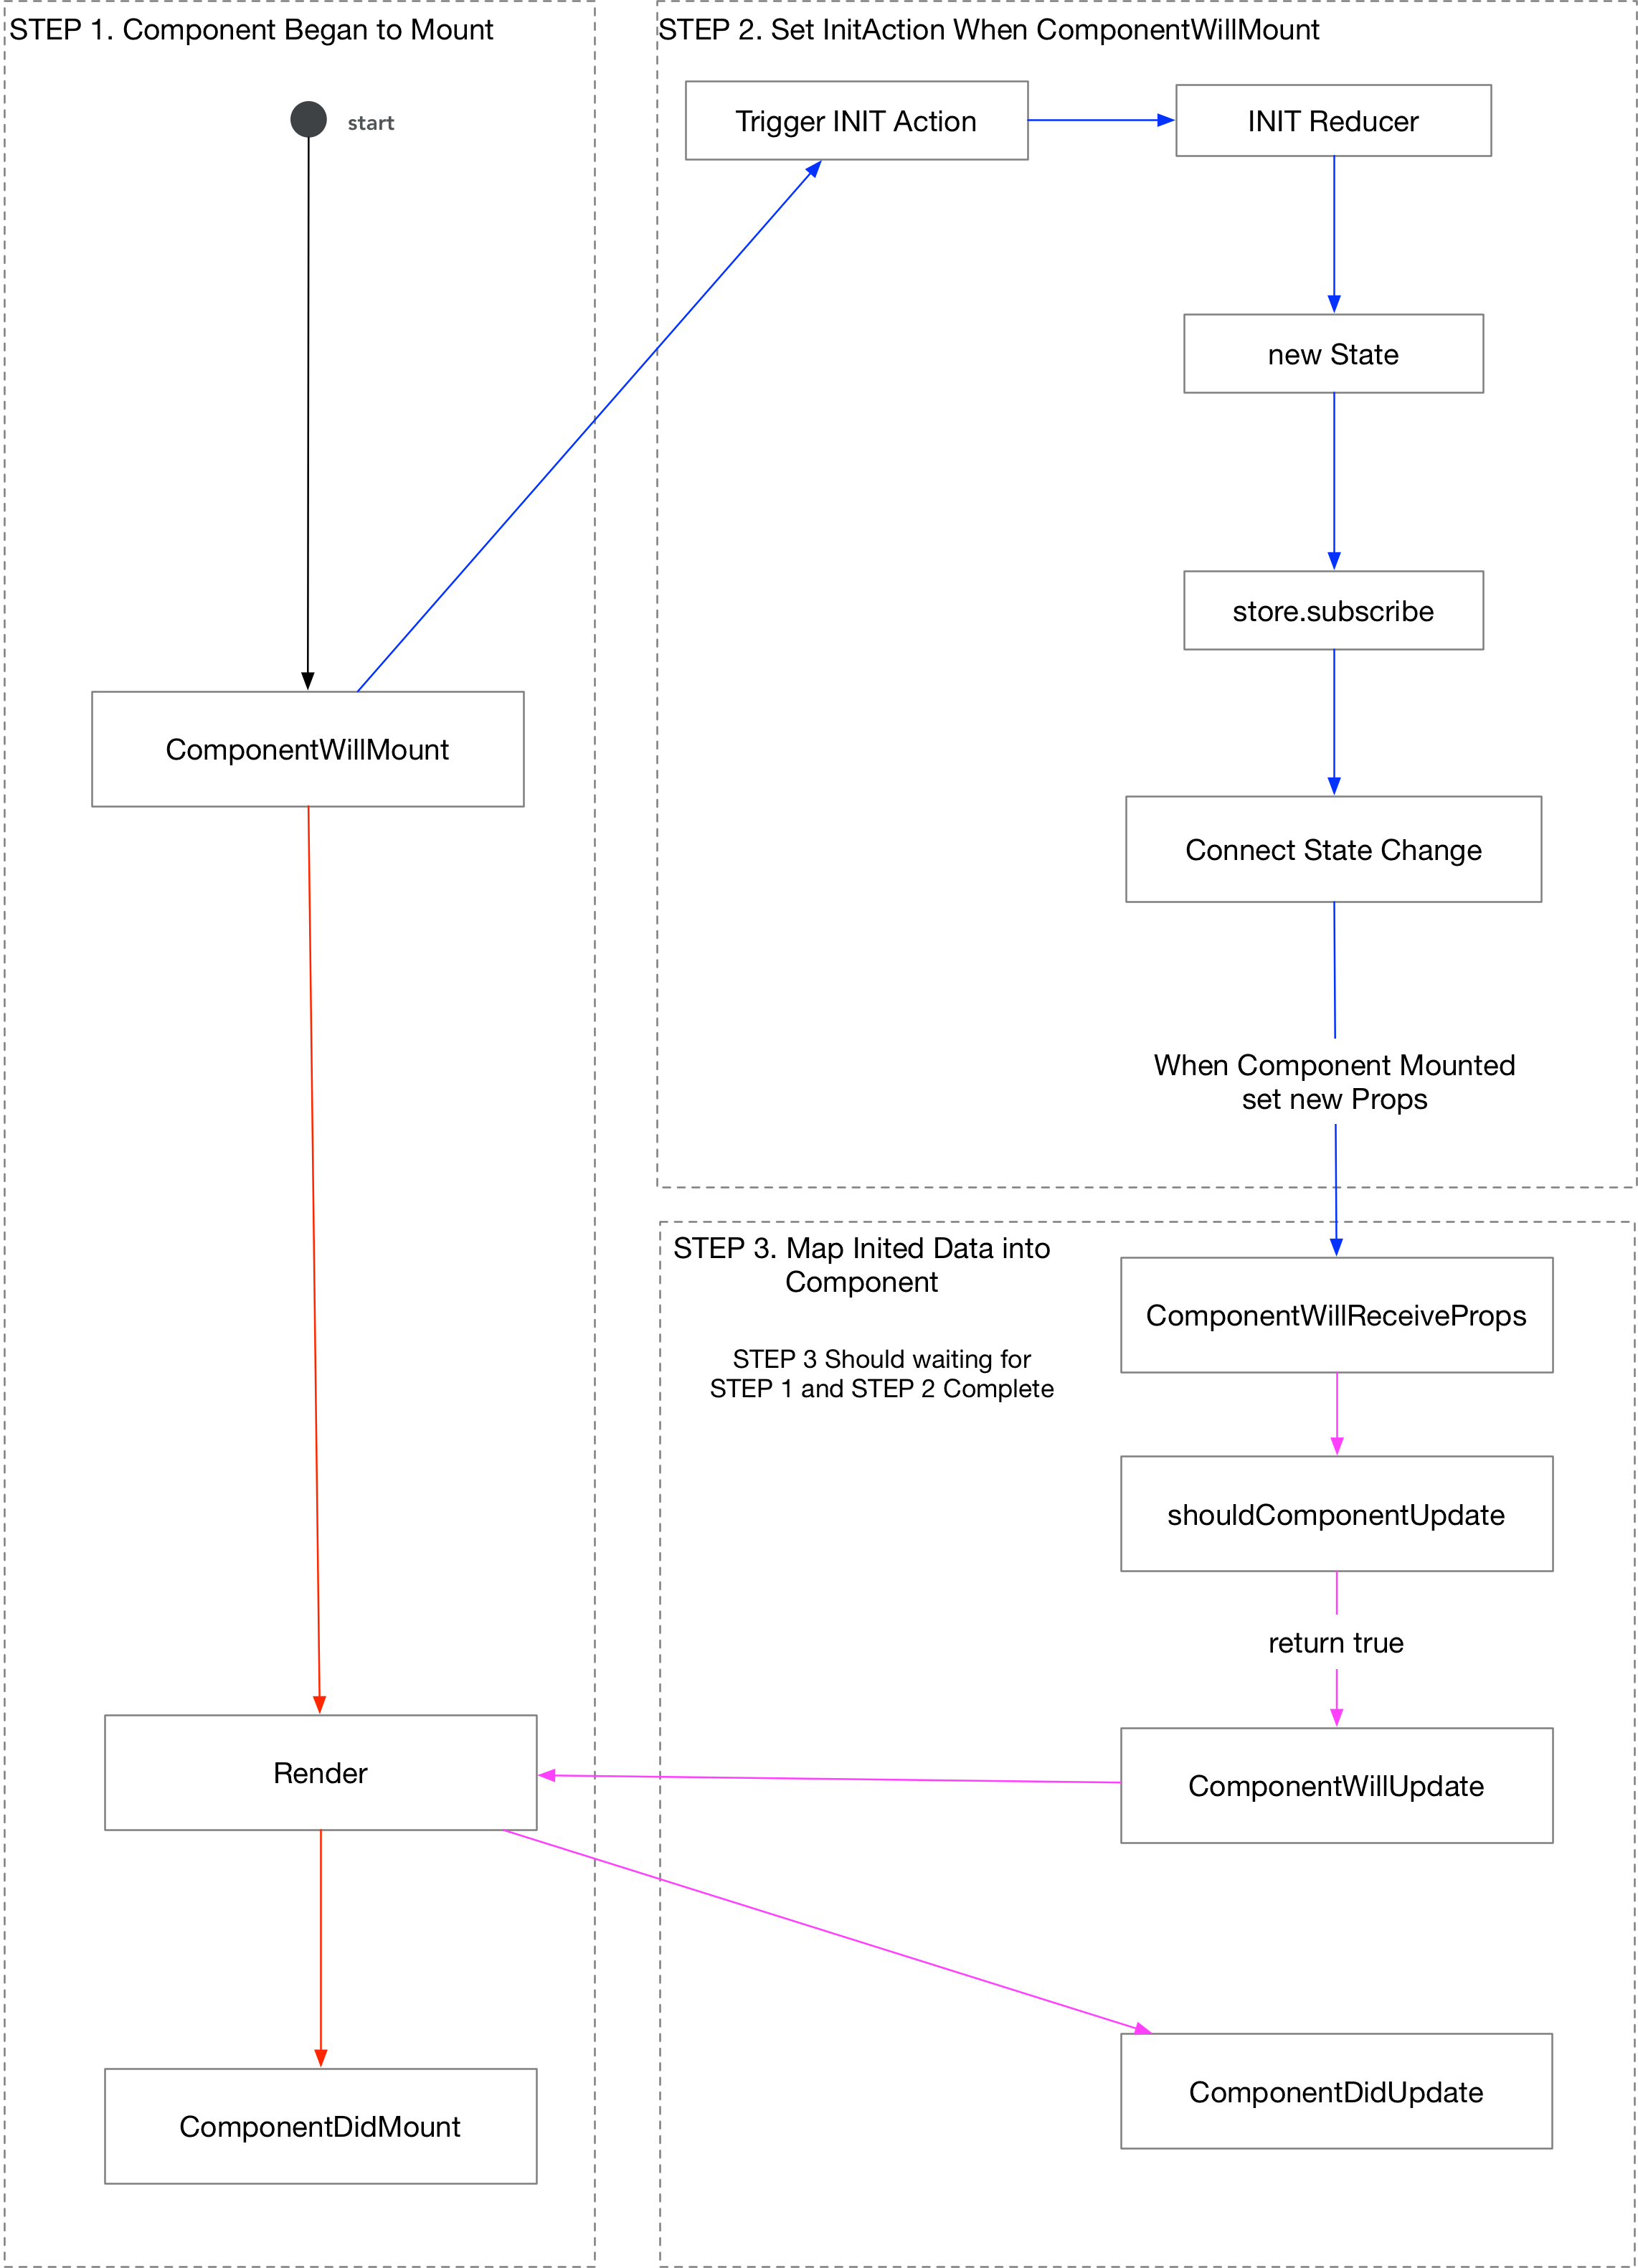 STEP 1. Component Began to Mount
start
ComponentWillMount
Render
ComponentDidMount
STEP 2. Set InitAction When ComponentWillMount
Trigger INIT Action
INIT Reducer
new State
store.subscribe
Connect State Change
When Component Mounted
set new Props
STEP 3. Map Inited Data into
Component
STEP 3 Should waiting for
STEP 1 and STEP 2 Complete
ComponentWillReceiveProps
shouldComponentUpdate
return true
ComponentWillUpdate
ComponentDidUpdate